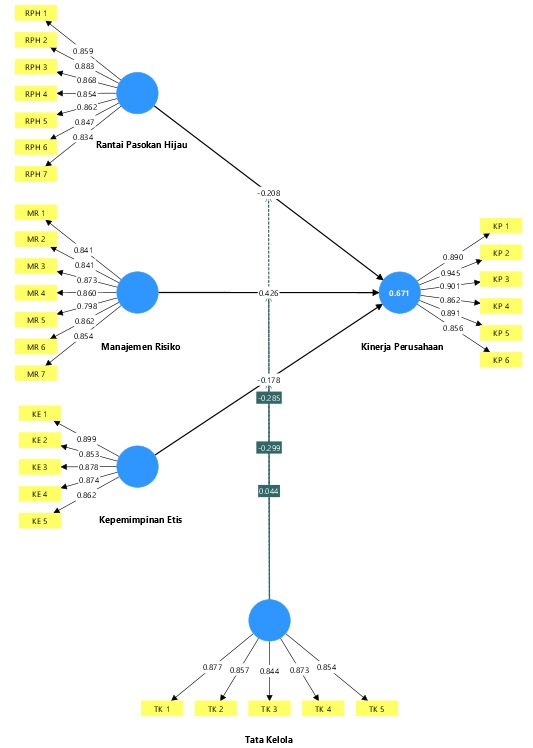 RPH 1
RPH 2
RPH 3
RPH 4
RPH 5
RPH 6
RPH 7
0.859
0.883
0.868
0.854
0.862
0.847
0.834
Rantai Pasokan Hijau
-0.208
MR 1
MR 2
MR 3
MR 4
MR 5
MR 6
MR 7
0.841
0.841
0.873
0.860
0.798
0.862
0.854
Manajemen Risiko
0.426
0.671
Kinerja Perusahaan
0.890
0.945
0.901
0.862
0.891
0.856
KP 1
KP 2
KP 3
KP 4
KP 5
KP 6
-0.178
-0.285
-0.299
0.044
KE 1
KE 2
KE 3
KE 4
KE 5
0.899
0.853
0.878
0.874
0.862
Kepemimpinan Etis
0.877
0.857
0.844
0.873
0.854
TK 1
TK 2
TK 3
TK 4
TK 5
Tata Kelola